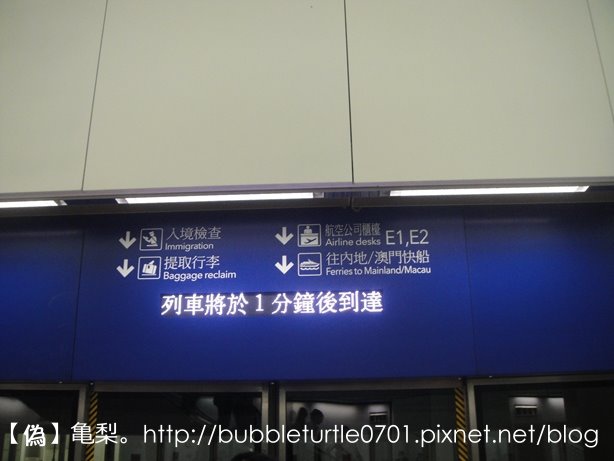 入境檢查
Immigration
航空公司櫃檯 E1,E2
Airline desks
提取行李
Baggage reclaim
往內地/澳門快船
Ferries to Mainland/Macau
列車將於 1 分鐘後到達
【偽】亀梨。http://bubbleturtle0701.pixnet.net/blog